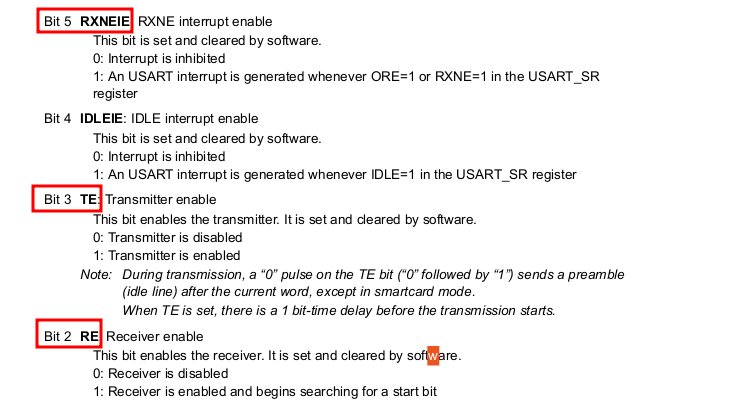 Bit 5 RXNEIE: RXNE interrupt enable
This bit is set and cleared by software.
0: Interrupt is inhibited
1: An USART interrupt is generated whenever ORE=1 or RXNE=1 in the USART_SR
register
Bit 4 IDLEIE: IDLE interrupt enable
This bit is set and cleared by software.
0: Interrupt is inhibited
1: An USART interrupt is generated whenever IDLE=1 in the USART_SR register
Bit 3 TE: Transmitter enable
This bit enables the transmitter. It is set and cleared by software.
0: Transmitter is disabled
1: Transmitter is enabled
Note: During transmission, a “0” pulse on the TE bit (“0” followed by “1”) sends a preamble
(idle line) after the current word, except in smartcard mode.
When TE is set, there is a 1 bit-time delay before the transmission starts.
Bit 2 RE: Receiver enable
This bit enables the receiver. It is set and cleared by software.
0: Receiver is disabled
1: Receiver is enabled and begins searching for a start bit